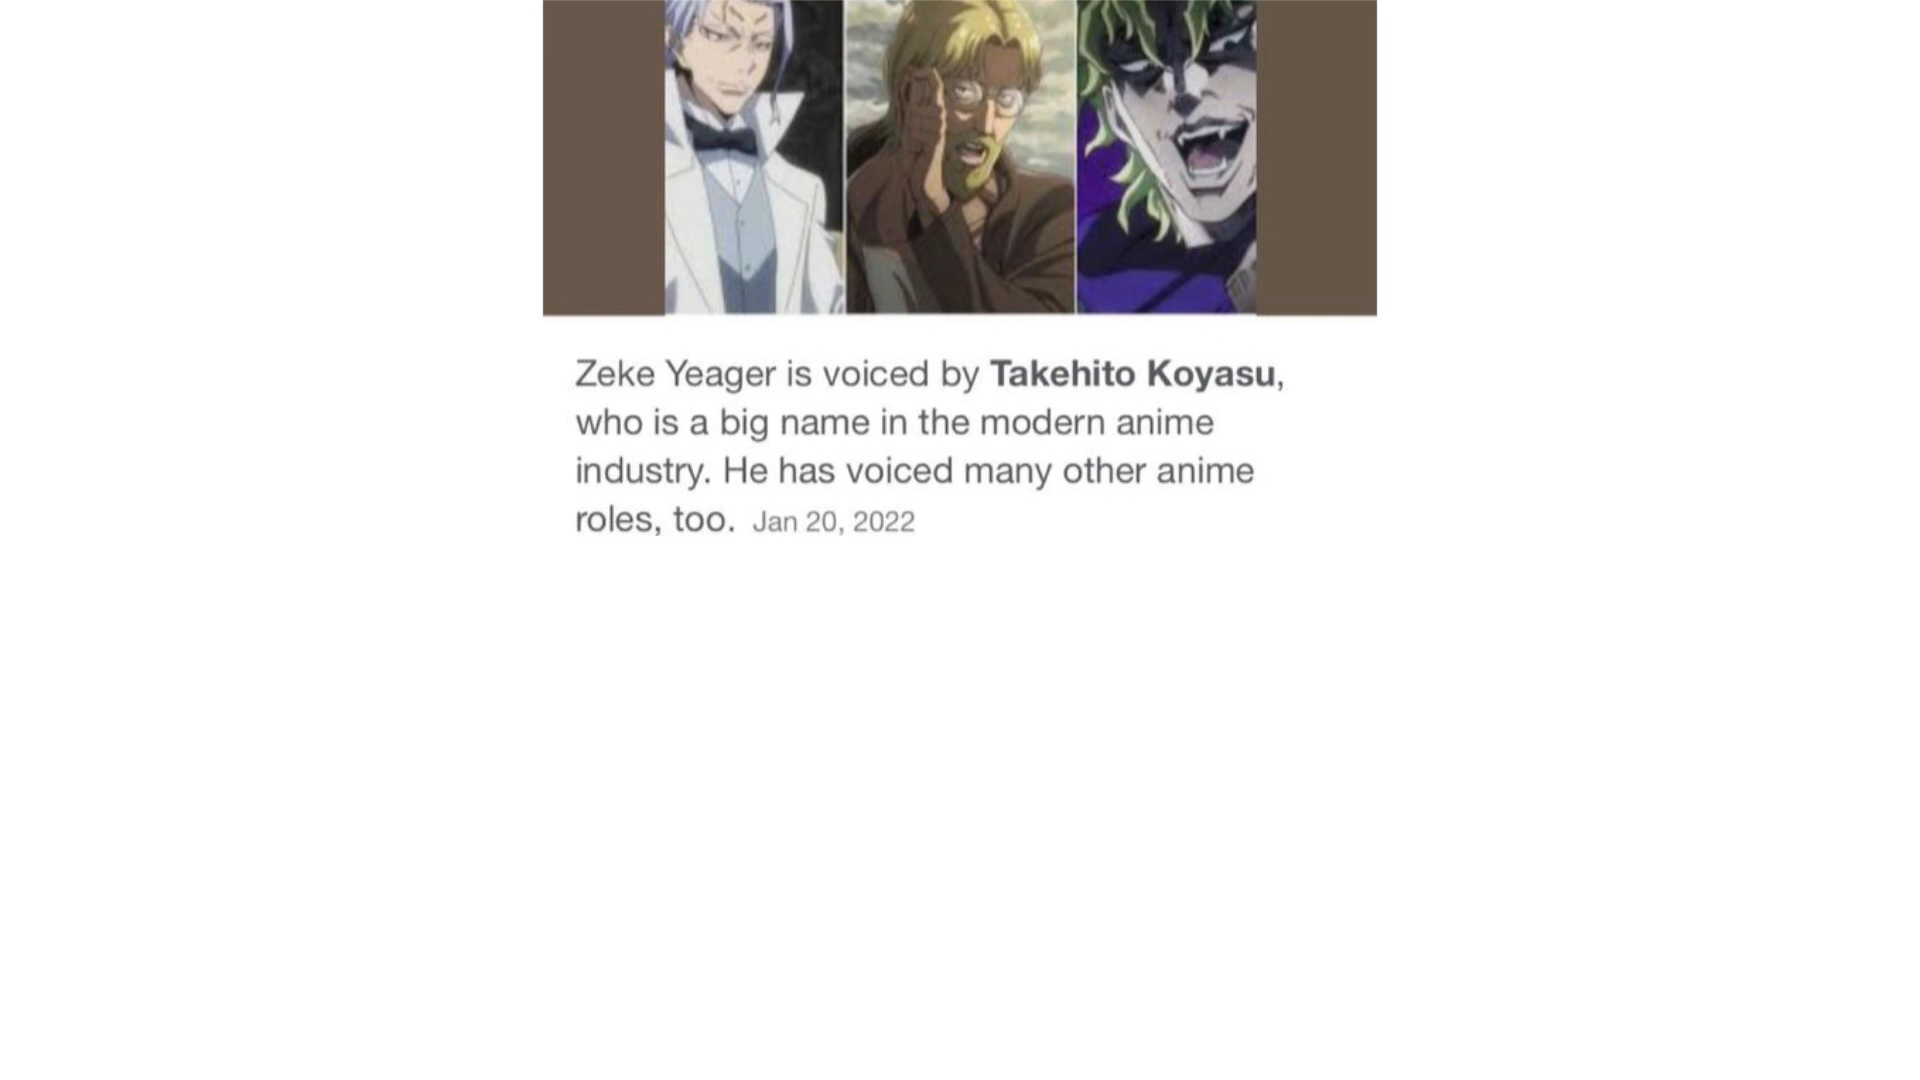 Zeke Yeager is voiced by Takehito Koyasu,
who is a big name in the modern anime
industry. He has voiced many other anime
roles, too. Jan 20, 2022